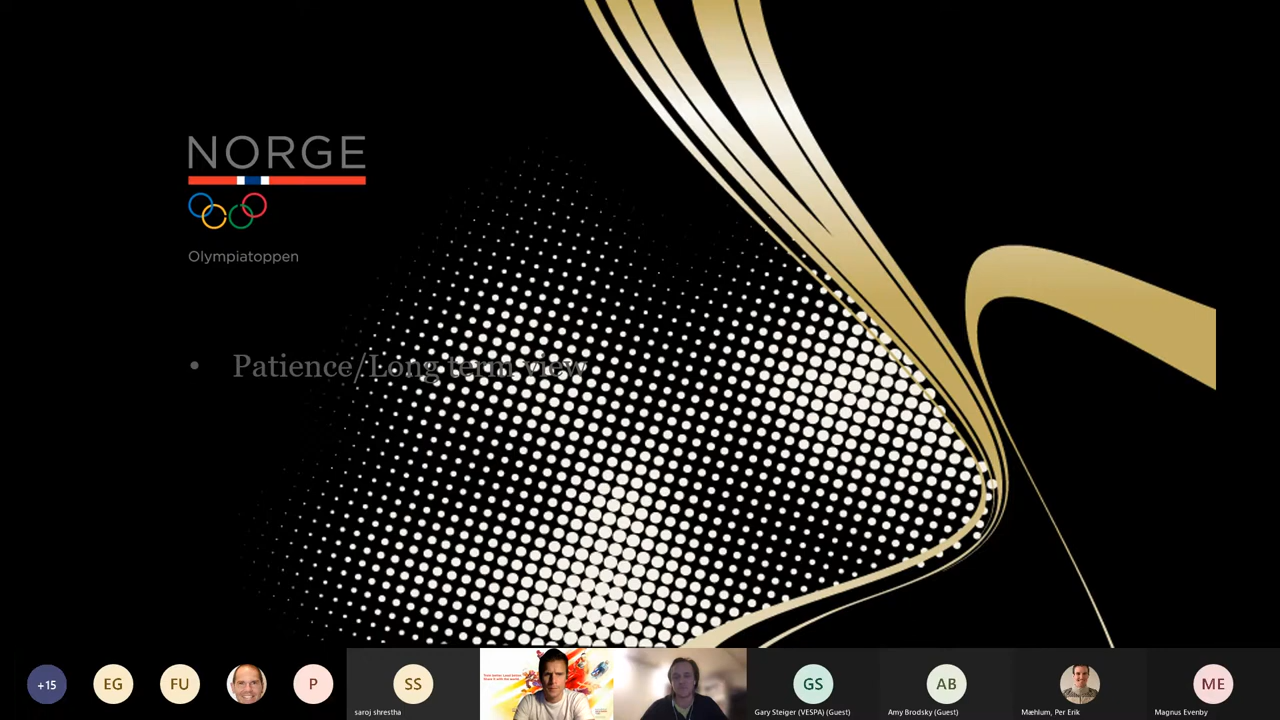 NORGE
Olympiatoppen
• Patience/Long term view
+15
EG
FU
P
SS
saroj shrestha
GS
Gary Steiger (VESPA) (Guest)
AB
Amy Brodsky (Guest)
Mæhlum, Per Erik
ME
Magnus Evenby